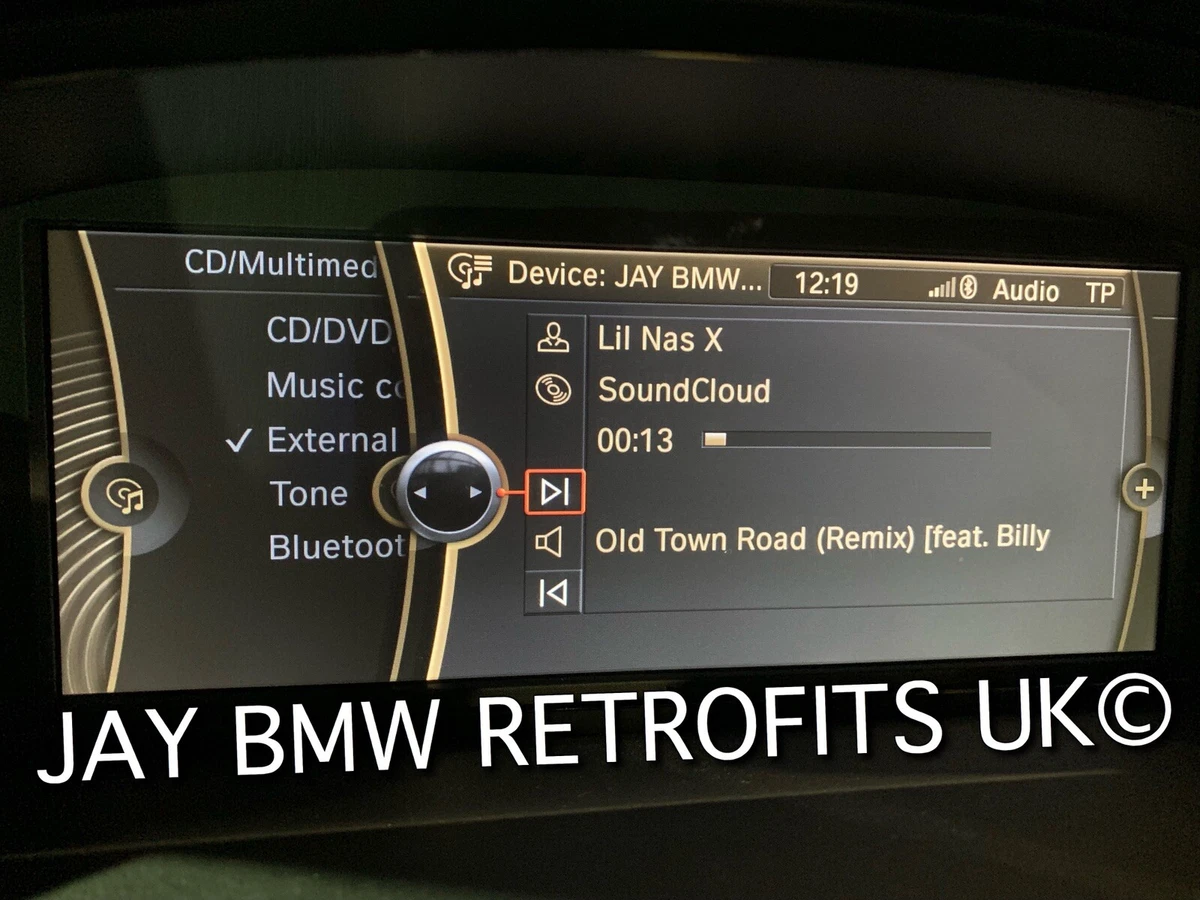 CD/Multimed
Device: JAY BMW... 12:19 Audio TP
CD/DVD
Music c
External
Tone
Bluetoot
Lil Nas X
SoundCloud
00:13
Old Town Road (Remix) [feat. Billy
JAY BMW RETROFITS UK©